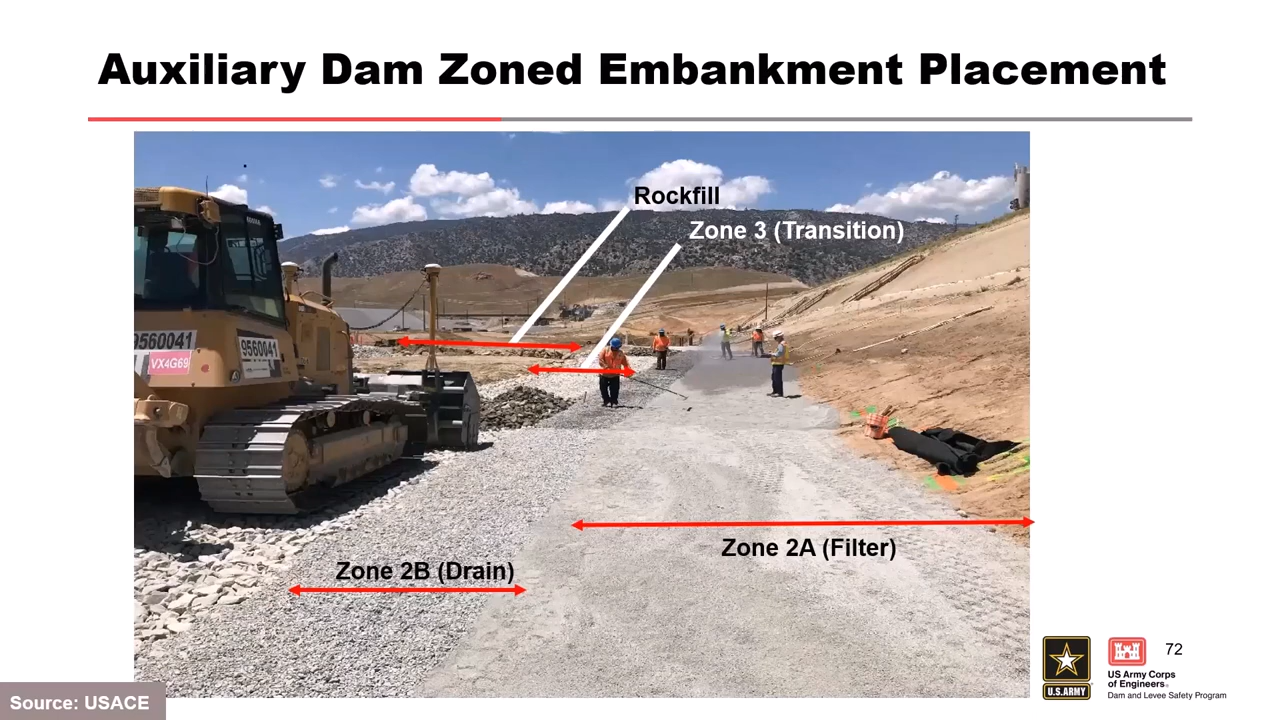 Auxiliary Dam Zoned Embankment Placement
Rockfill
Zone 3 (Transition)
9560041
9560041
VX4G69
Zone 2A (Filter)
Zone 2B (Drain)
72
U.S.ARMY
US Army Corps
of Engineers®
Dam and Levee Safety Program
Source: USACE